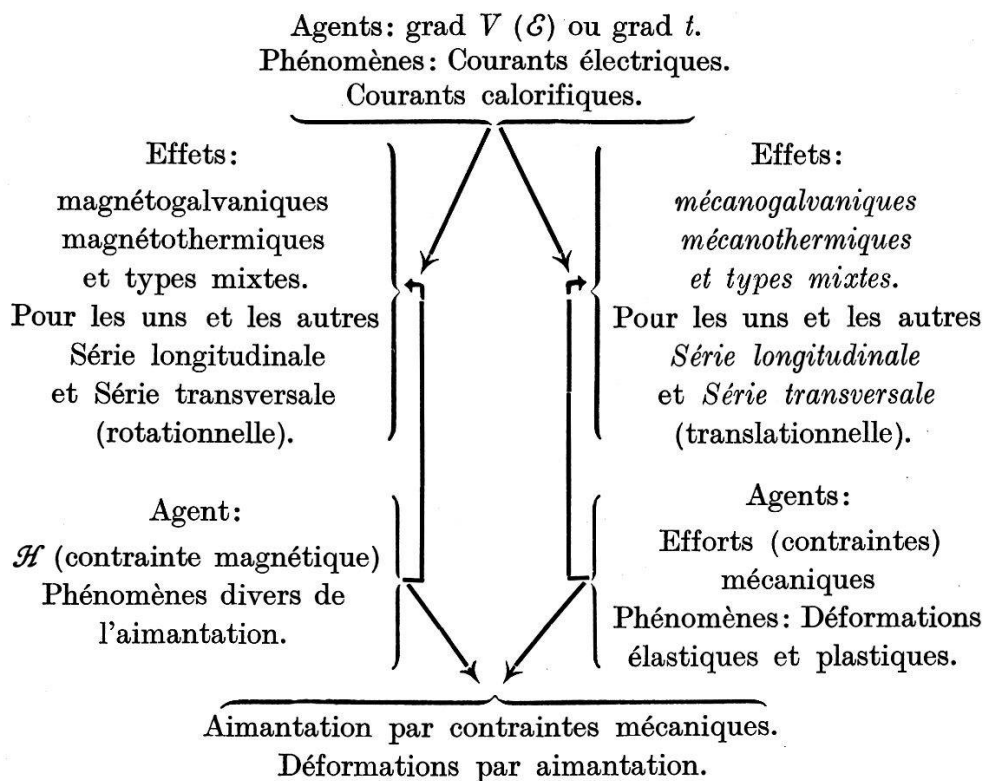 Agents: grad V (ℰ) ou grad t.
Phénomènes: Courants électriques.
Courants calorifiques.
Effets:
magnétogalvaniques
magnétothermiques
et types mixtes.
Pour les uns et les autres
Série longitudinale
et Série transversale
(rotationnelle).
Effets:
mécanogalvaniques
mécanothermiques
et types mixtes.
Pour les uns et les autres
Série longitudinale
et Série transversale
(translationnelle).
Agent:
ℋ (contrainte magnétique)
Phénomènes divers de
l'aimantation.
Agents:
Efforts (contraintes)
mécaniques
Phénomènes: Déformations
élastiques et plastiques.
Aimantation par contraintes mécaniques.
Déformations par aimantation.